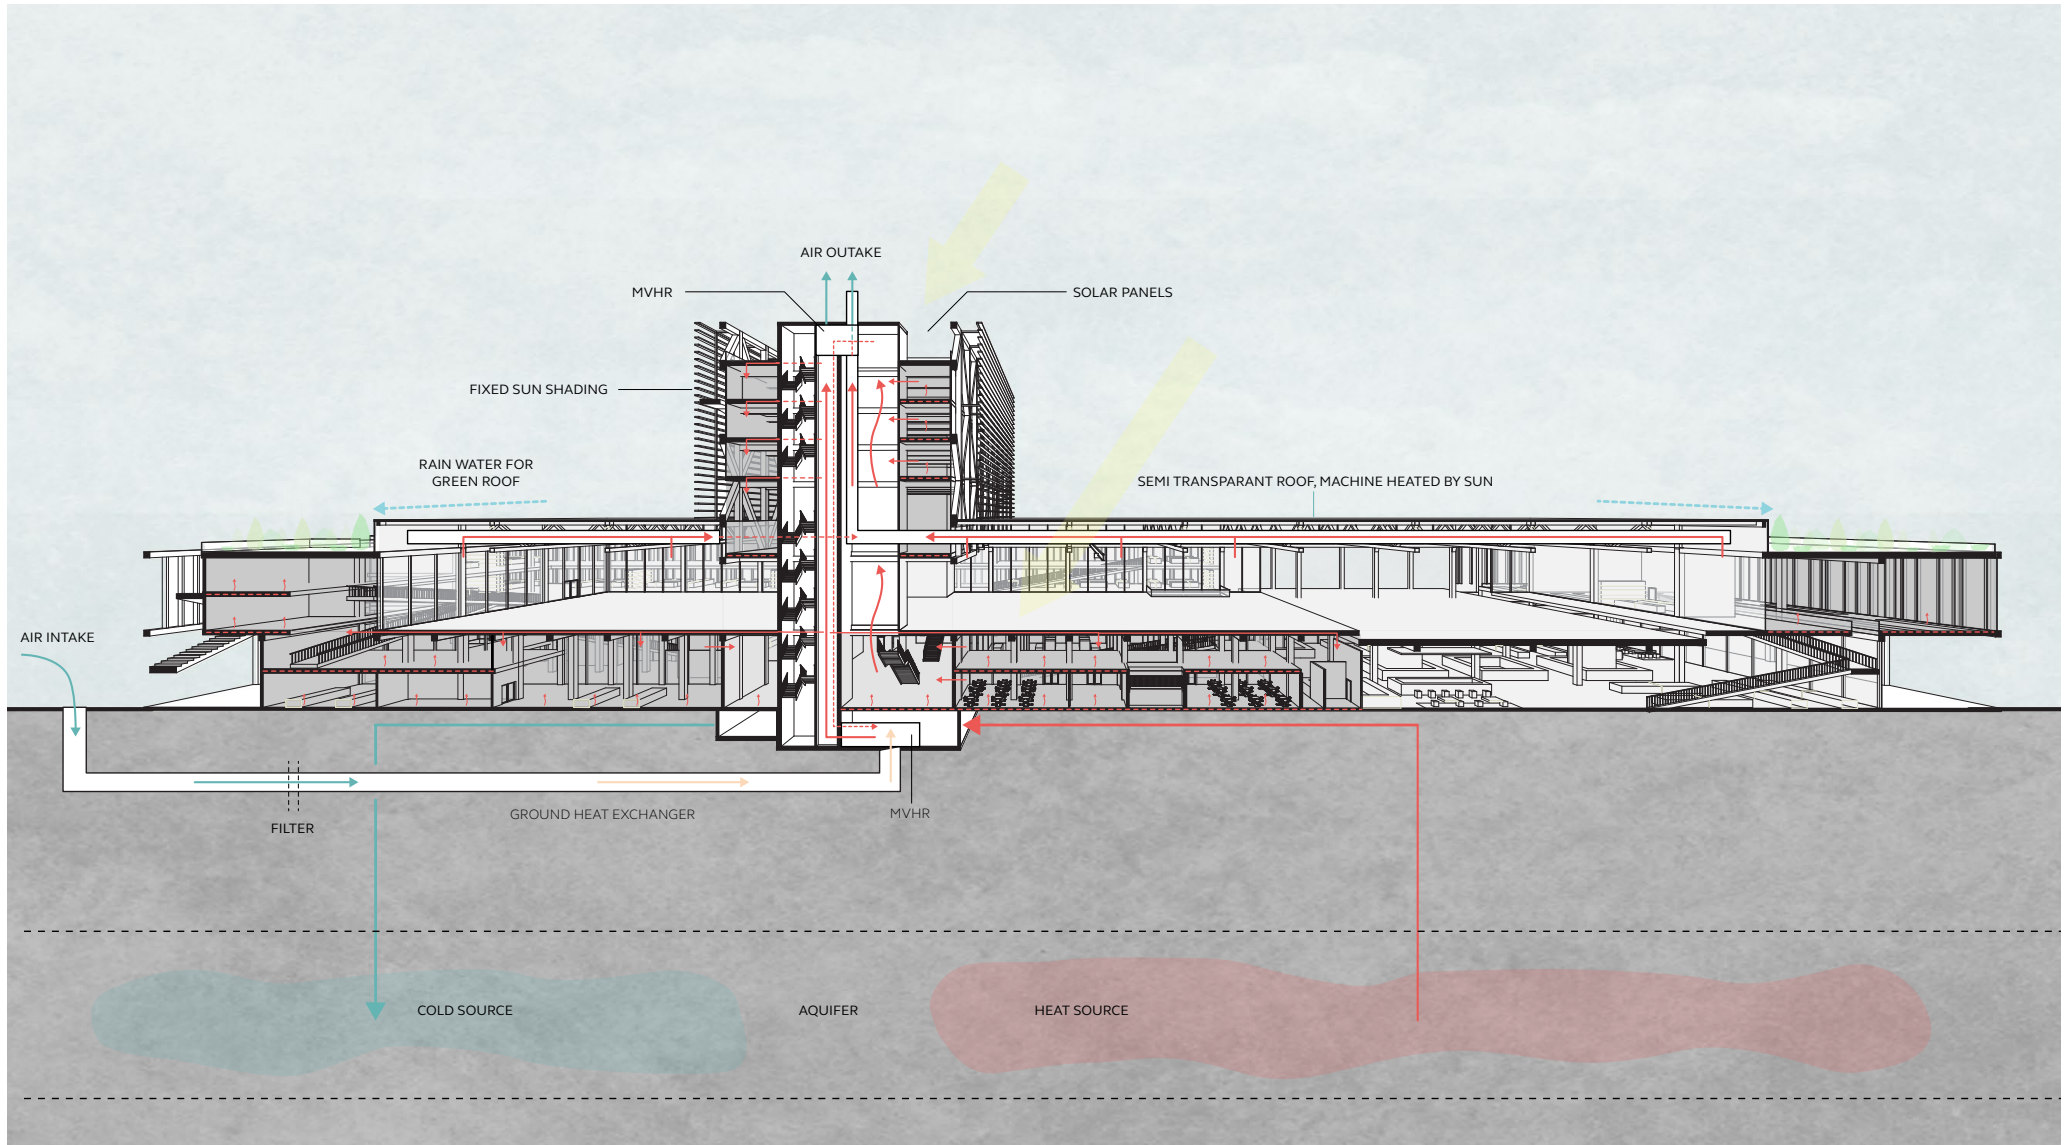 AIR OUTAKE
MVHR
SOLAR PANELS
FIXED SUN SHADING
RAIN WATER FOR
GREEN ROOF
SEMI TRANSPARANT ROOF, MACHINE HEATED BY SUN
AIR INTAKE
GROUND HEAT EXCHANGER
MVHR
FILTER
COLD SOURCE
AQUIFER
HEAT SOURCE